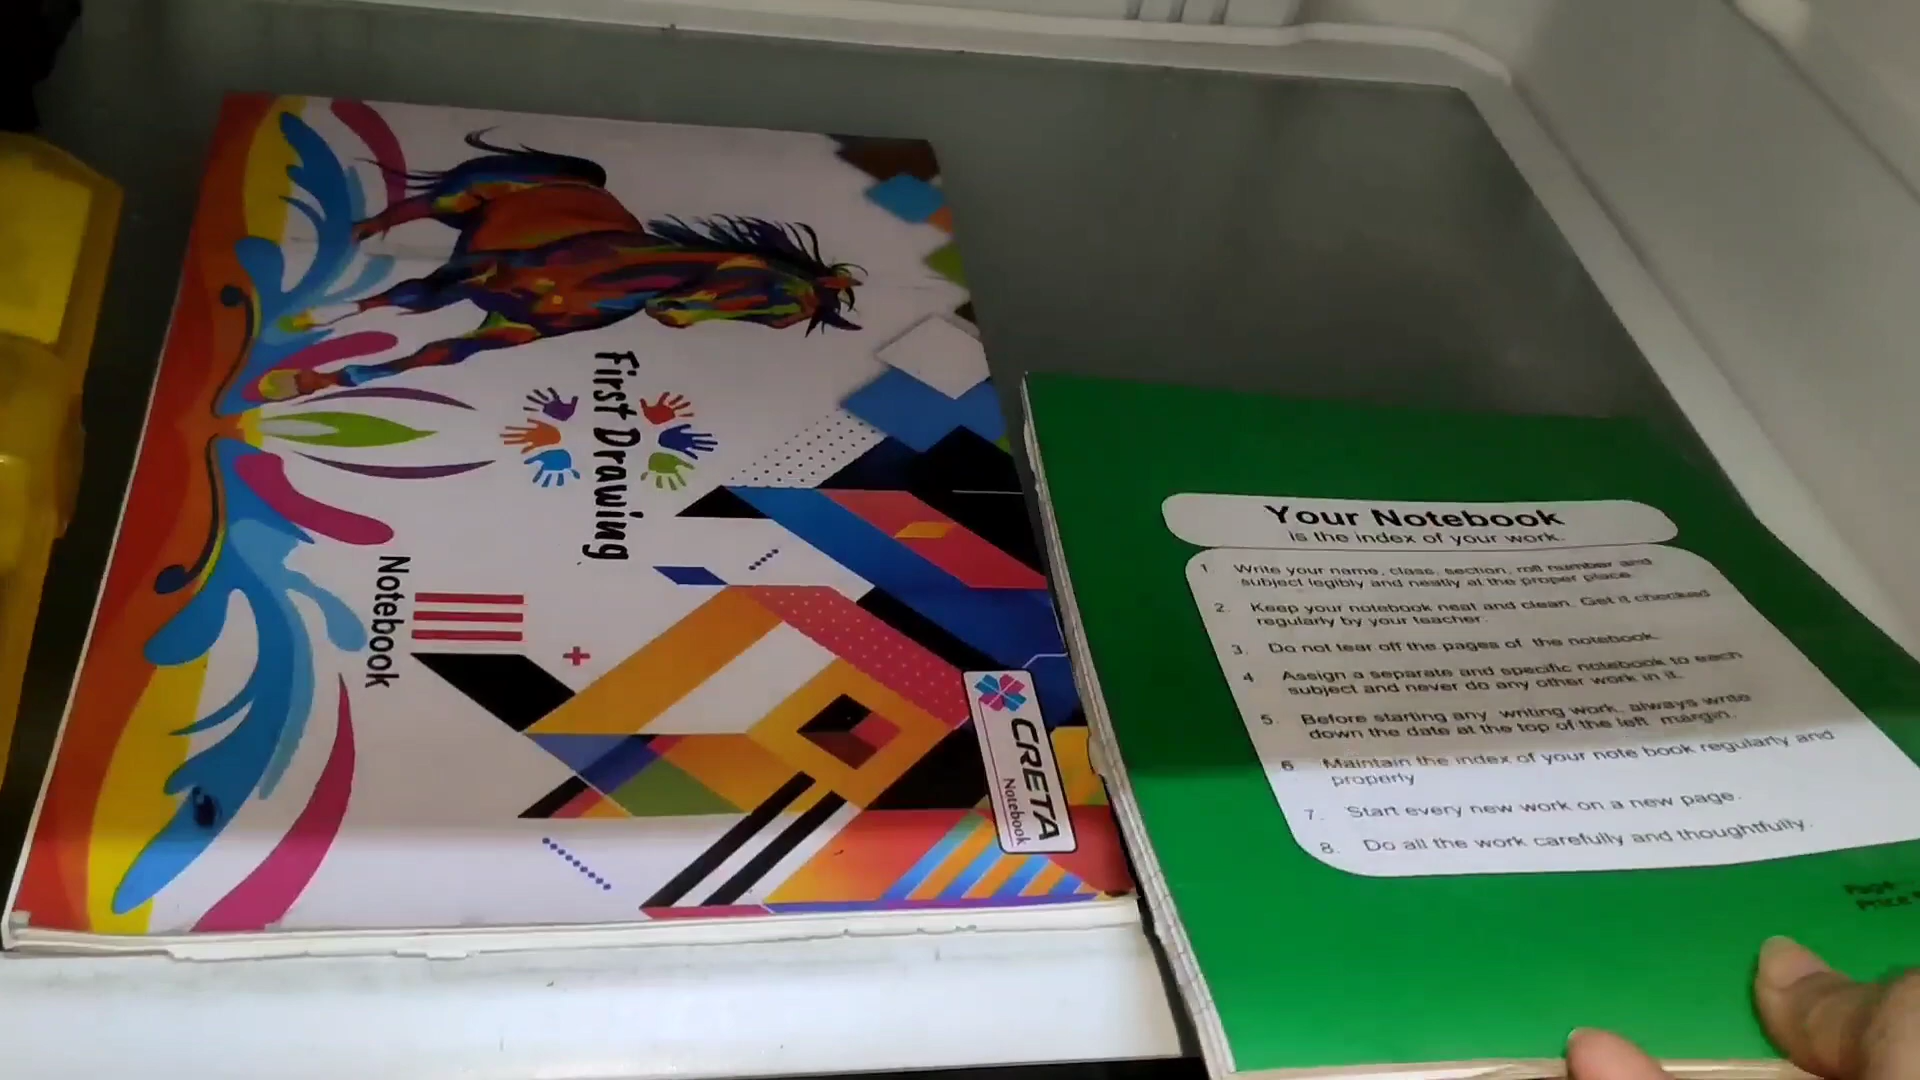 First Drawing
Notebook
CRETA
Notebook
Your Notebook
is the index of your work.
1. Write your name, class, section, roll number and
subject legibly and neatly at the proper place.
2. Keep your notebook neat and clean. Get it checked
regularly by your teacher.
3. Do not tear off the pages of the notebook.
4 Assign a separate and specific notebook to each
subject and never do any other work in it.
5. Before starting any writing work, always write
down the date at the top of the left margin.
6 Maintain the index of your note book regularly and
properly
7. Start every new work on a new page.
8. Do all the work carefully and thoughtfully.
Page
Price